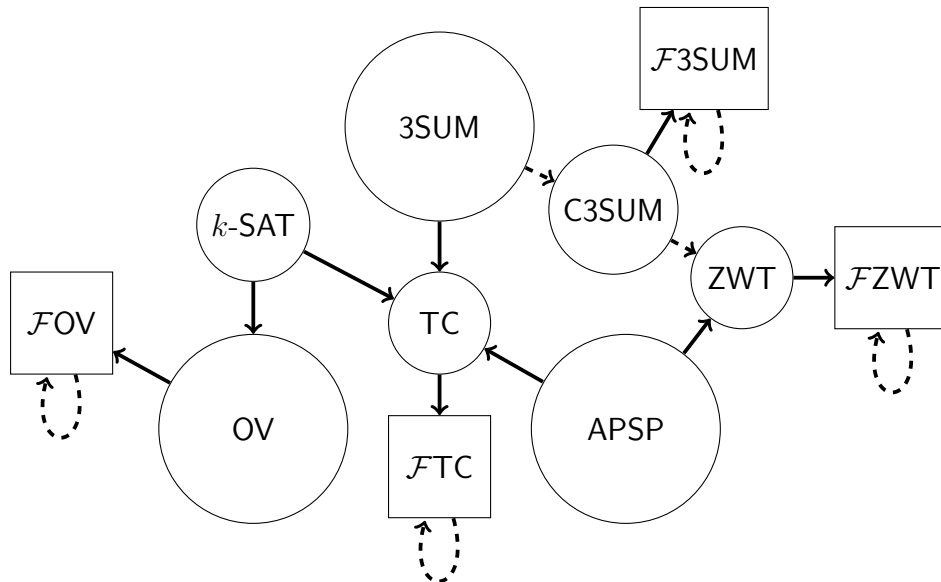 ℱ3SUM
3SUM
C3SUM
k-SAT
ZWT
ℱZWT
ℱOV
TC
OV
APSP
ℱTC